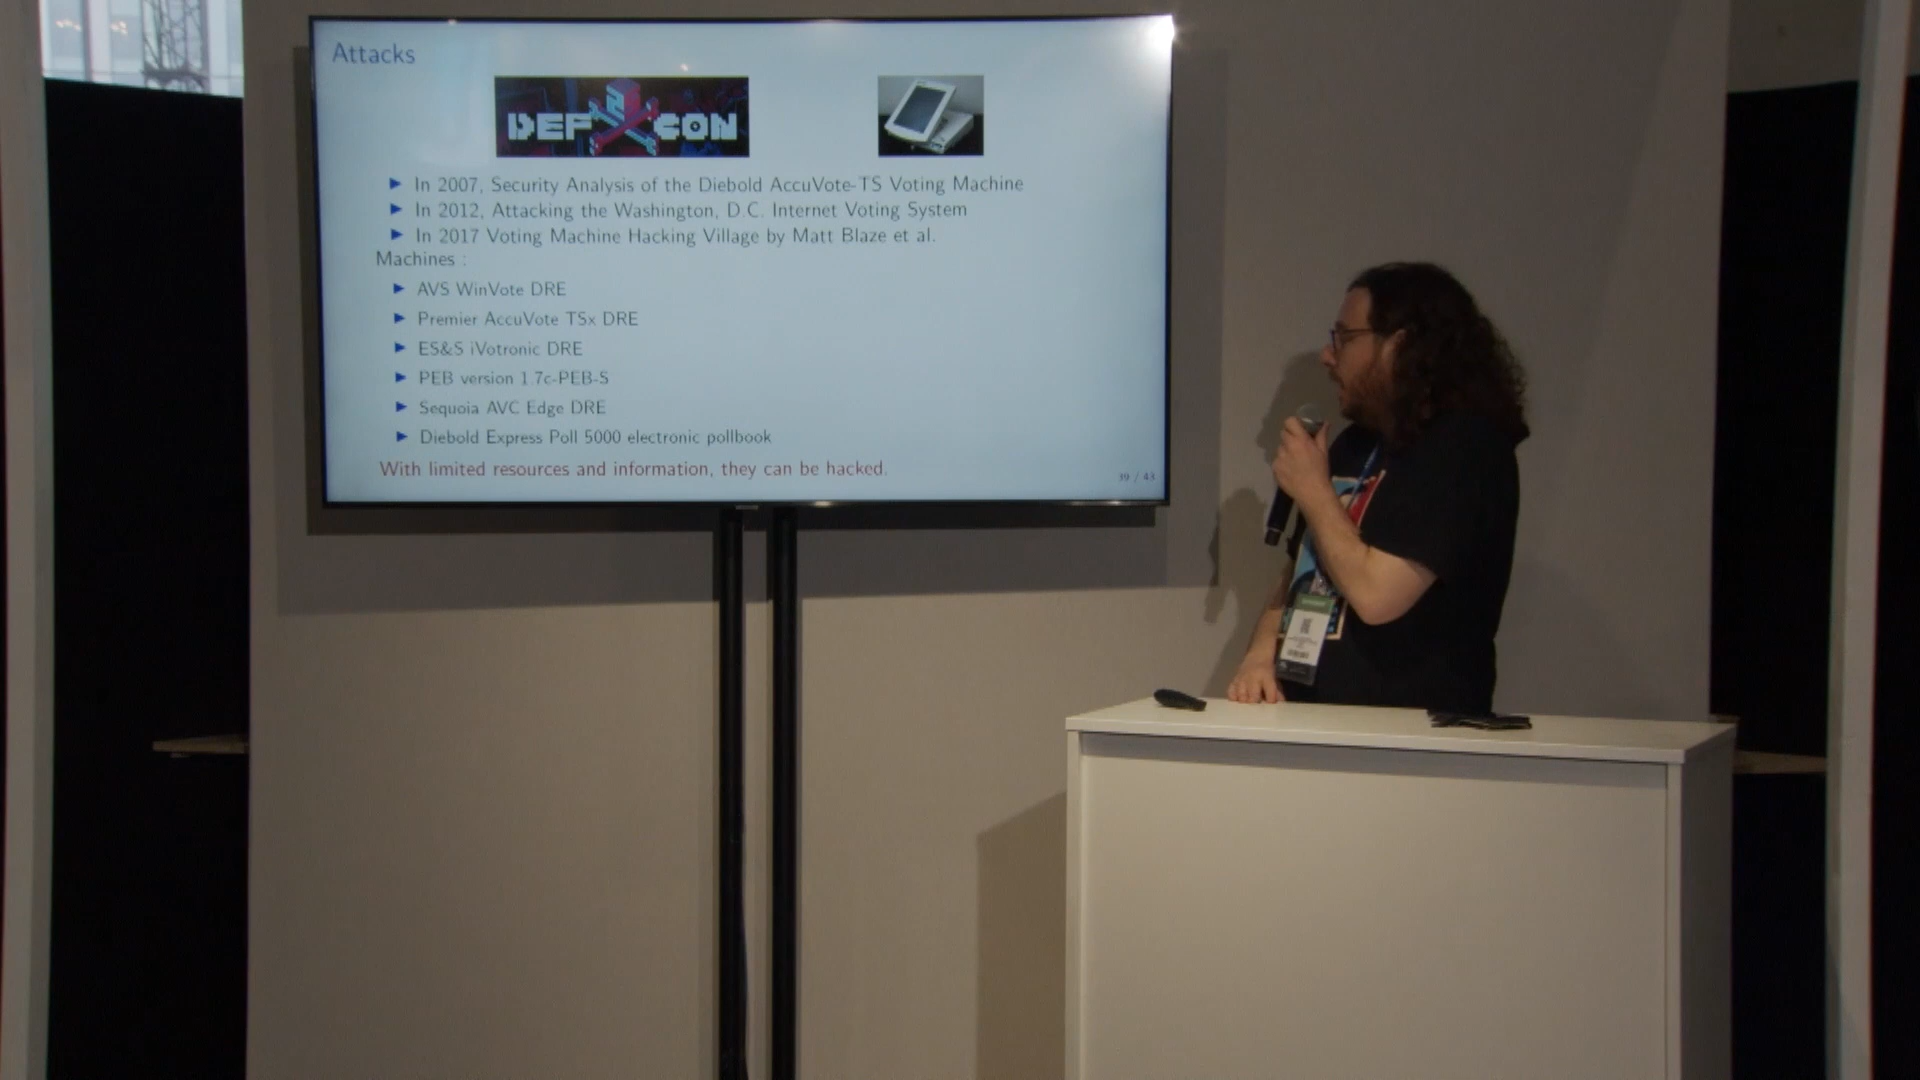 Attacks
DEF CON
▶ In 2007, Security Analysis of the Diebold AccuVote-TS Voting Machine
▶ In 2012, Attacking the Washington, D.C. Internet Voting System
▶ In 2017 Voting Machine Hacking Village by Matt Blaze et al.
Machines :
▶ AVS WinVote DRE
▶ Premier AccuVote TSx DRE
▶ ES&S iVotronic DRE
▶ PEB version 1.7c-PEB-S
▶ Sequoia AVC Edge DRE
▶ Diebold Express Poll 5000 electronic pollbook
With limited resources and information, they can be hacked.
39 / 43